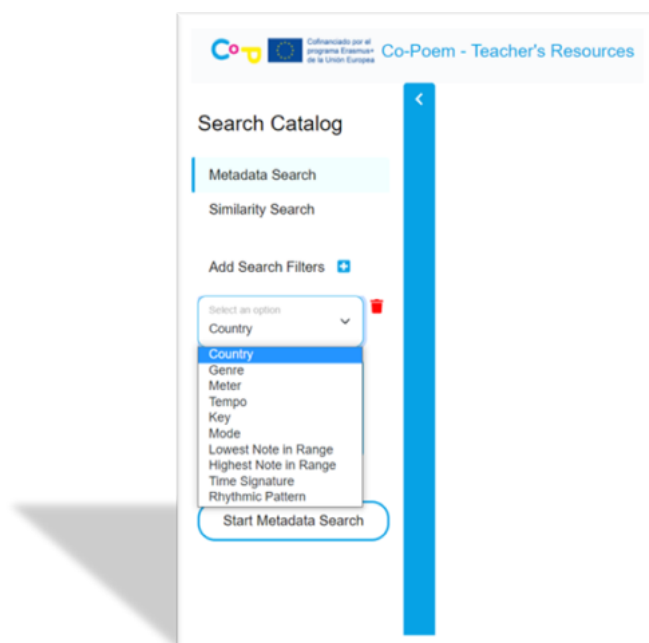 CoP
Cofinanciado por el
programa Erasmus+
de la Unión Europea
Co-Poem - Teacher's Resources
Search Catalog
Metadata Search
Similarity Search
Add Search Filters
Select an option
Country
Country
Genre
Meter
Tempo
Key
Mode
Lowest Note in Range
Highest Note in Range
Time Signature
Rhythmic Pattern
Start Metadata Search